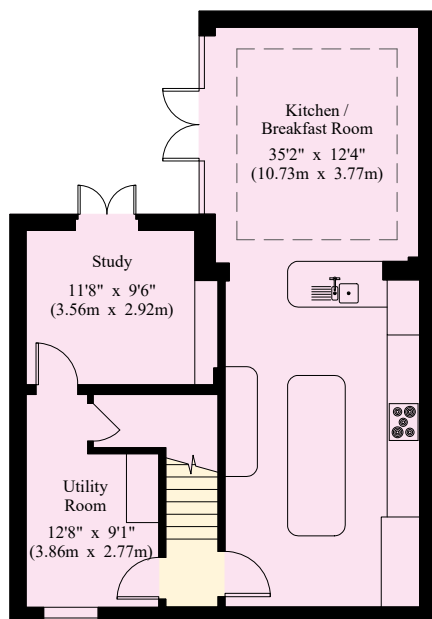 Kitchen /
Breakfast Room
35'2" x 12'4"
(10.73m x 3.77m)
Study
11'8" x 9'6"
(3.56m x 2.92m)
Utility
Room
12'8" x 9'1"
(3.86m x 2.77m)